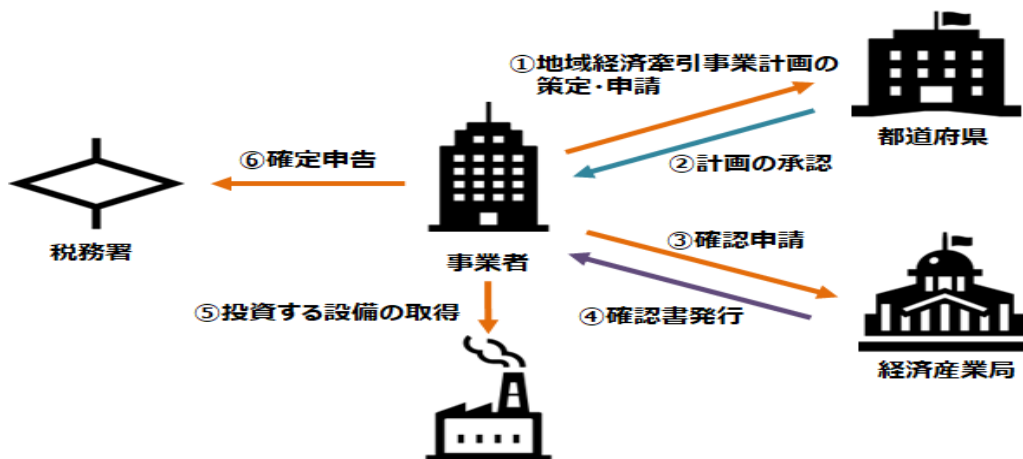 ①地域経済牽引事業計画の
策定・申請
都道府県
②計画の承認
⑥確定申告
税務署
事業者
③確認申請
④確認書発行
経済産業局
⑤投資する設備の取得